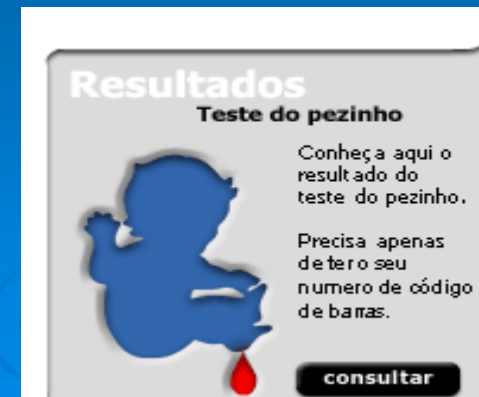 Resultados
Teste do pezinho
Conheça aqui o
resultado do
teste do pezinho.
Precisa apenas
de ter o seu
numero de código
de barras.
consultar